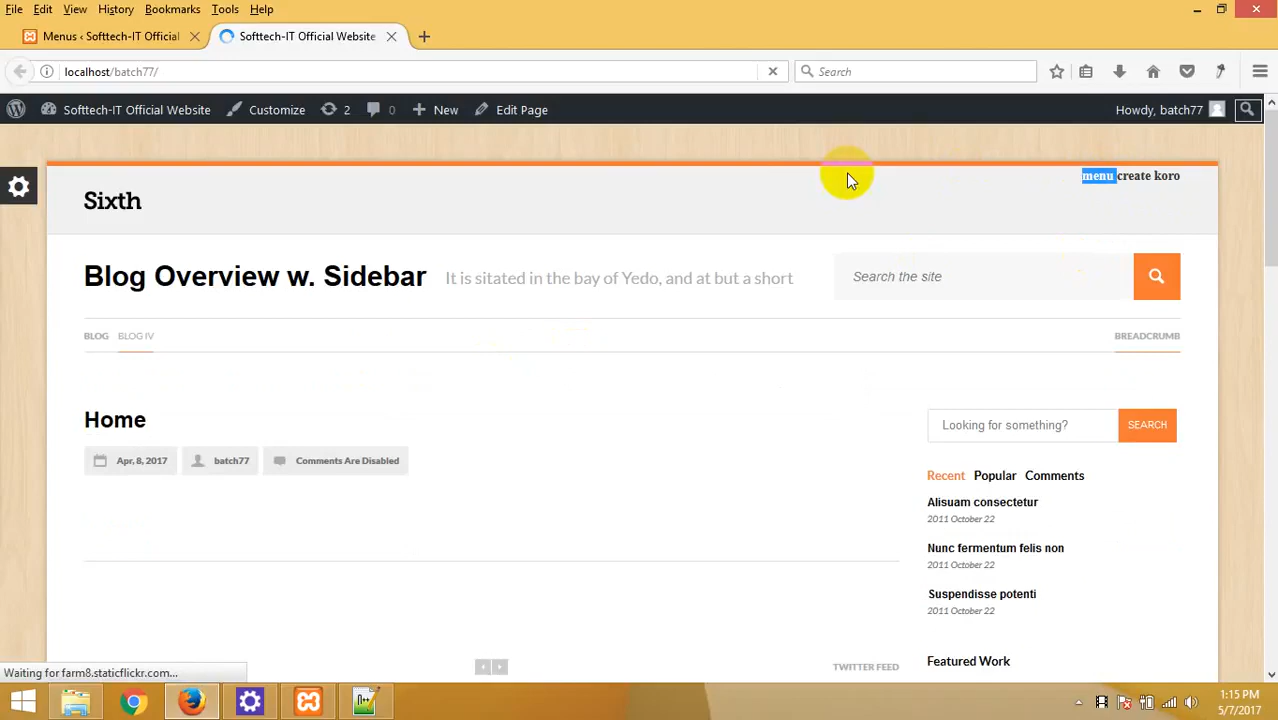 File Edit View History Bookmarks Tools Help
Menus ‹ Softtech-IT Official
Softtech-IT Official Website
localhost/batch77/
Search
Softtech-IT Official Website
Customize
2
0
New
Edit Page
Howdy, batch77
menu create koro
Sixth
Blog Overview w. Sidebar
It is sitated in the bay of Yedo, and at but a short
Search the site
BLOG BLOG IV
BREADCRUMB
Home
Looking for something?
SEARCH
Apr, 8, 2017
batch77
Comments Are Disabled
Recent Popular Comments
Alisuam consectetur
2011 October 22
Nunc fermentum felis non
2011 October 22
Suspendisse potenti
2011 October 22
Featured Work
TWITTER FEED
Waiting for farm8.staticflickr.com...
1:15 PM
5/7/2017